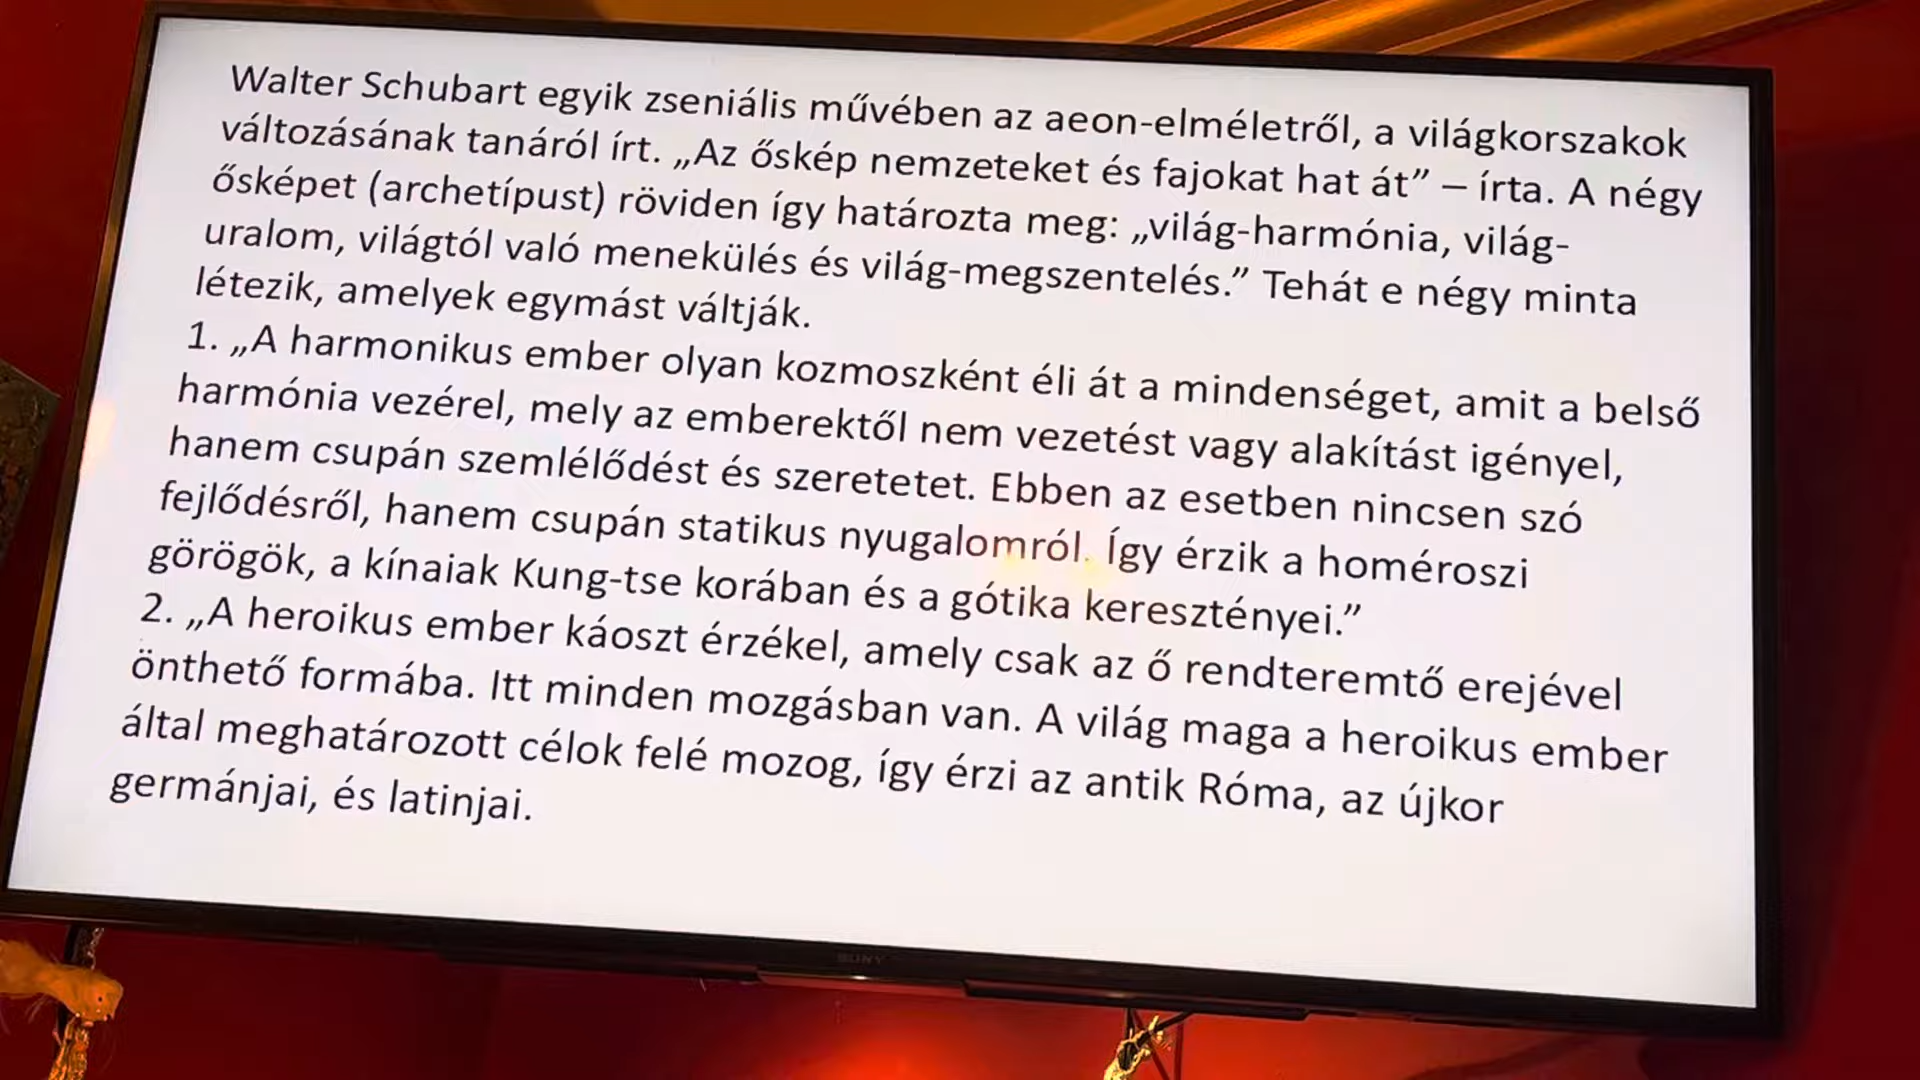 Walter Schubart egyik zseniális művében az aeon-elméletről, a világkorszakok
változásának tanáról írt. „Az őskép nemzeteket és fajokat hat át” – írta. A négy
ősképet (archetípust) röviden így határozta meg: „világ-harmónia, világ-
uralom, világtól való menekülés és világ-megszentelés.” Tehát e négy minta
létezik, amelyek egymást váltják.
1. „A harmonikus ember olyan kozmoszként éli át a mindenséget, amit a belső
harmónia vezérel, mely az emberektől nem vezetést vagy alakítást igényel,
hanem csupán szemlélődést és szeretetet. Ebben az esetben nincsen szó
fejlődésről, hanem csupán statikus nyugalomról. Így érzik a homéroszi
görögök, a kínaiak Kung-tse korában és a gótika keresztényei.”
2. „A heroikus ember káoszt érzékel, amely csak az ő rendteremtő erejével
önthető formába. Itt minden mozgásban van. A világ maga a heroikus ember
által meghatározott célok felé mozog, így érzi az antik Róma, az újkor
germánjai, és latinjai.
SONY